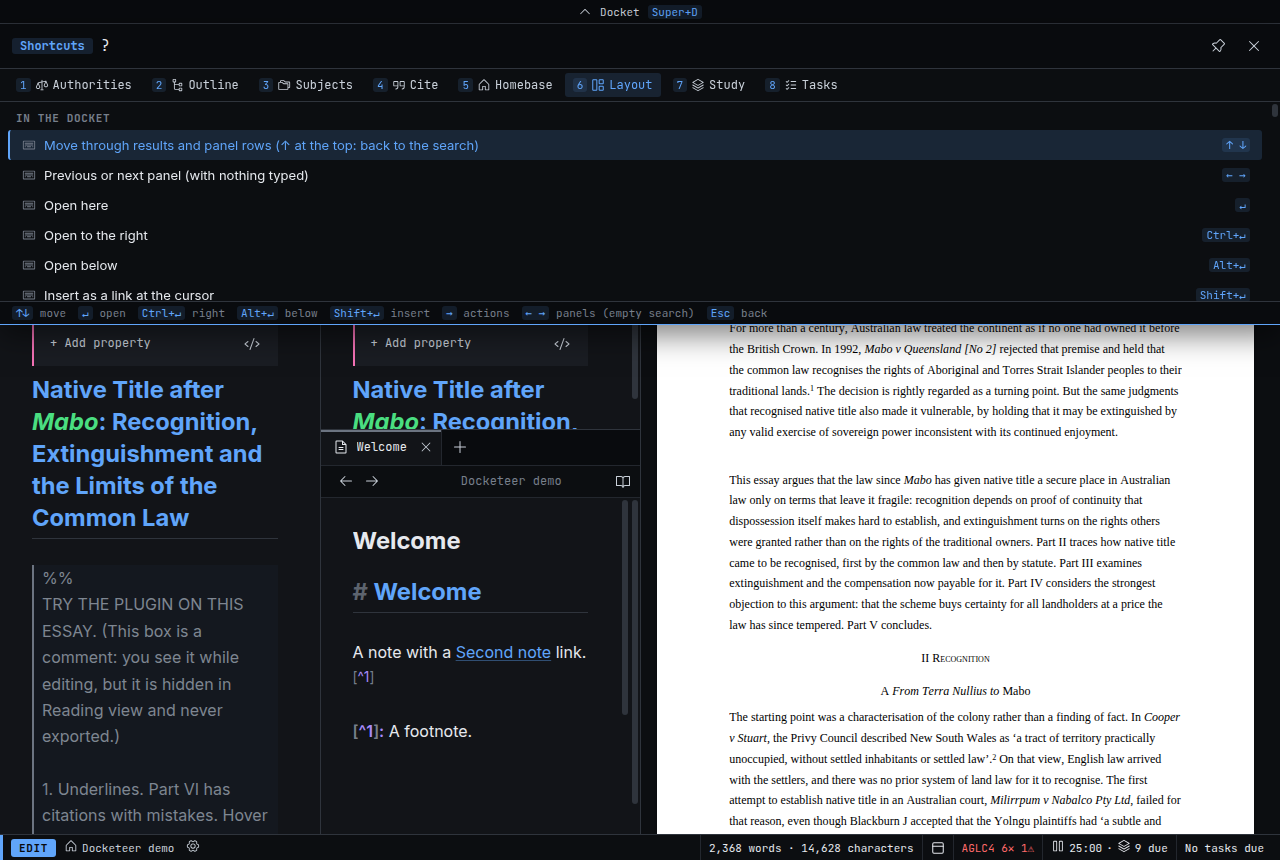 Docket Super+D
Shortcuts ?
1 Authorities 2 Outline 3 Subjects 4 Cite 5 Homebase 6 Layout 7 Study 8 Tasks
IN THE DOCKET
Move through results and panel rows (↑ at the top: back to the search) ↑ ↓
Previous or next panel (with nothing typed) ← →
Open here ↵
Open to the right Ctrl+↵
Open below Alt+↵
Insert as a link at the cursor Shift+↵
↑↓ move ↵ open Ctrl+↵ right Alt+↵ below Shift+↵ insert → actions ← → panels (empty search) Esc back
+ Add property </>
Native Title after
Mabo: Recognition,
Extinguishment and
the Limits of the
Common Law
%%
TRY THE PLUGIN ON THIS
ESSAY. (This box is a
comment: you see it while
editing, but it is hidden in
Reading view and never
exported.)
1. Underlines. Part VI has
citations with mistakes. Hover
+ Add property </>
Native Title after
Mabo: Recognition,
Welcome
Docketeer demo
Welcome
# Welcome
A note with a Second note link.
[^1]
[^1]: A footnote.
For more than a century, Australian law treated the continent as if no one had owned it before
the British Crown. In 1992, Mabo v Queensland [No 2] rejected that premise and held that
the common law recognises the rights of Aboriginal and Torres Strait Islander peoples to their
traditional lands.1 The decision is rightly regarded as a turning point. But the same judgments
that recognised native title also made it vulnerable, by holding that it may be extinguished by
any valid exercise of sovereign power inconsistent with its continued enjoyment.
This essay argues that the law since Mabo has given native title a secure place in Australian
law only on terms that leave it fragile: recognition depends on proof of continuity that
dispossession itself makes hard to establish, and extinguishment turns on the rights others
were granted rather than on the rights of the traditional owners. Part II traces how native title
came to be recognised, first by the common law and then by statute. Part III examines
extinguishment and the compensation now payable for it. Part IV considers the strongest
objection to this argument: that the scheme buys certainty for all landholders at a price the
law has since tempered. Part V concludes.
II Recognition
A From Terra Nullius to Mabo
The starting point was a characterisation of the colony rather than a finding of fact. In Cooper
v Stuart, the Privy Council described New South Wales as ‘a tract of territory practically
unoccupied, without settled inhabitants or settled law’.2 On that view, English law arrived
with the settlers, and there was no prior system of land law for it to recognise. The first
attempt to establish native title in an Australian court, Milirrpum v Nabalco Pty Ltd, failed for
that reason, even though Blackburn J accepted that the Yolngu plaintiffs had ‘a subtle and
EDIT Docketeer demo 2,368 words · 14,628 characters AGLC4 6× 1⚠ 25:00 · 9 due No tasks due